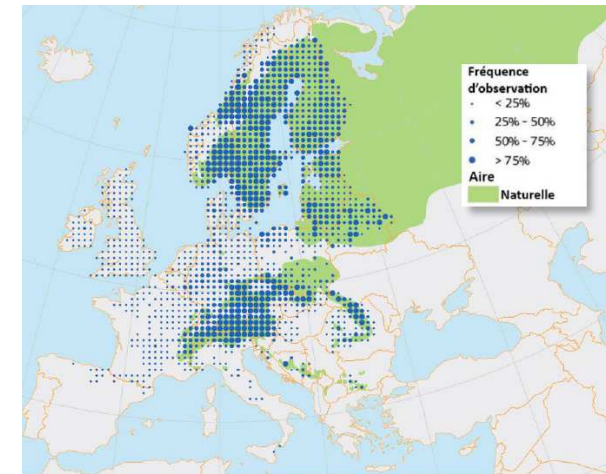 Fréquence
d'observation
< 25%
25% - 50%
50% - 75%
> 75%
Aire
Naturelle